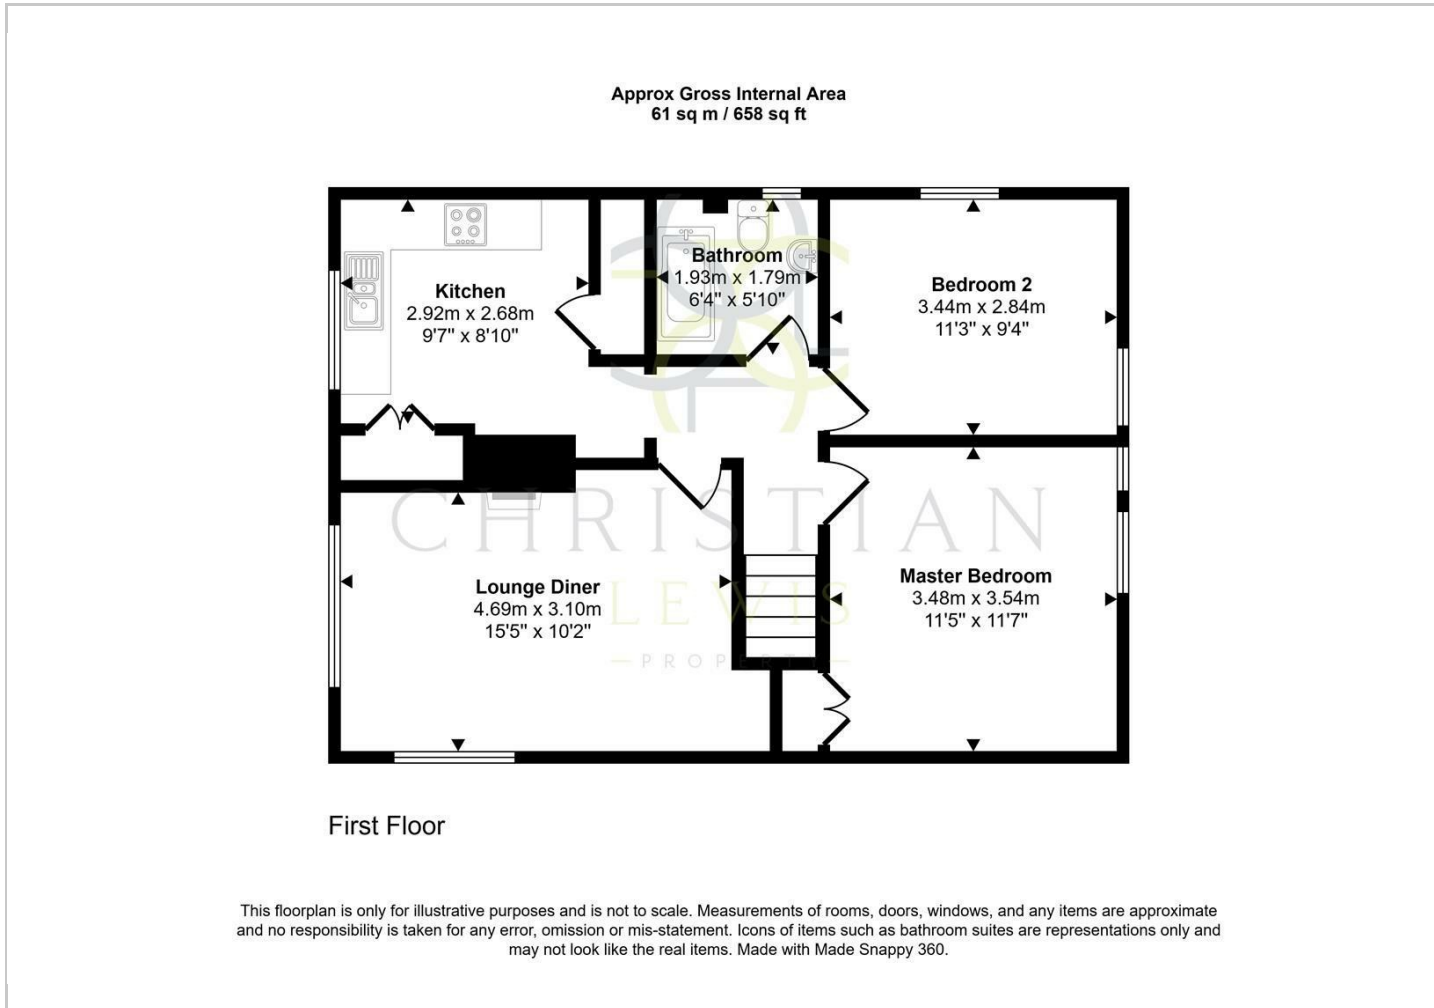 Approx Gross Internal Area
61 sq m / 658 sq ft
Kitchen
2.92m x 2.68m
9'7" x 8'10"
Bathroom
1.93m x 1.79m
6'4" x 5'10"
Bedroom 2
3.44m x 2.84m
11'3" x 9'4"
CHRISTIAN
LEWIS
PROPERTY
Lounge Diner
4.69m x 3.10m
15'5" x 10'2"
Master Bedroom
3.48m x 3.54m
11'5" x 11'7"
First Floor
This floorplan is only for illustrative purposes and is not to scale. Measurements of rooms, doors, windows, and any items are approximate
and no responsibility is taken for any error, omission or mis-statement. Icons of items such as bathroom suites are representations only and
may not look like the real items. Made with Made Snappy 360.